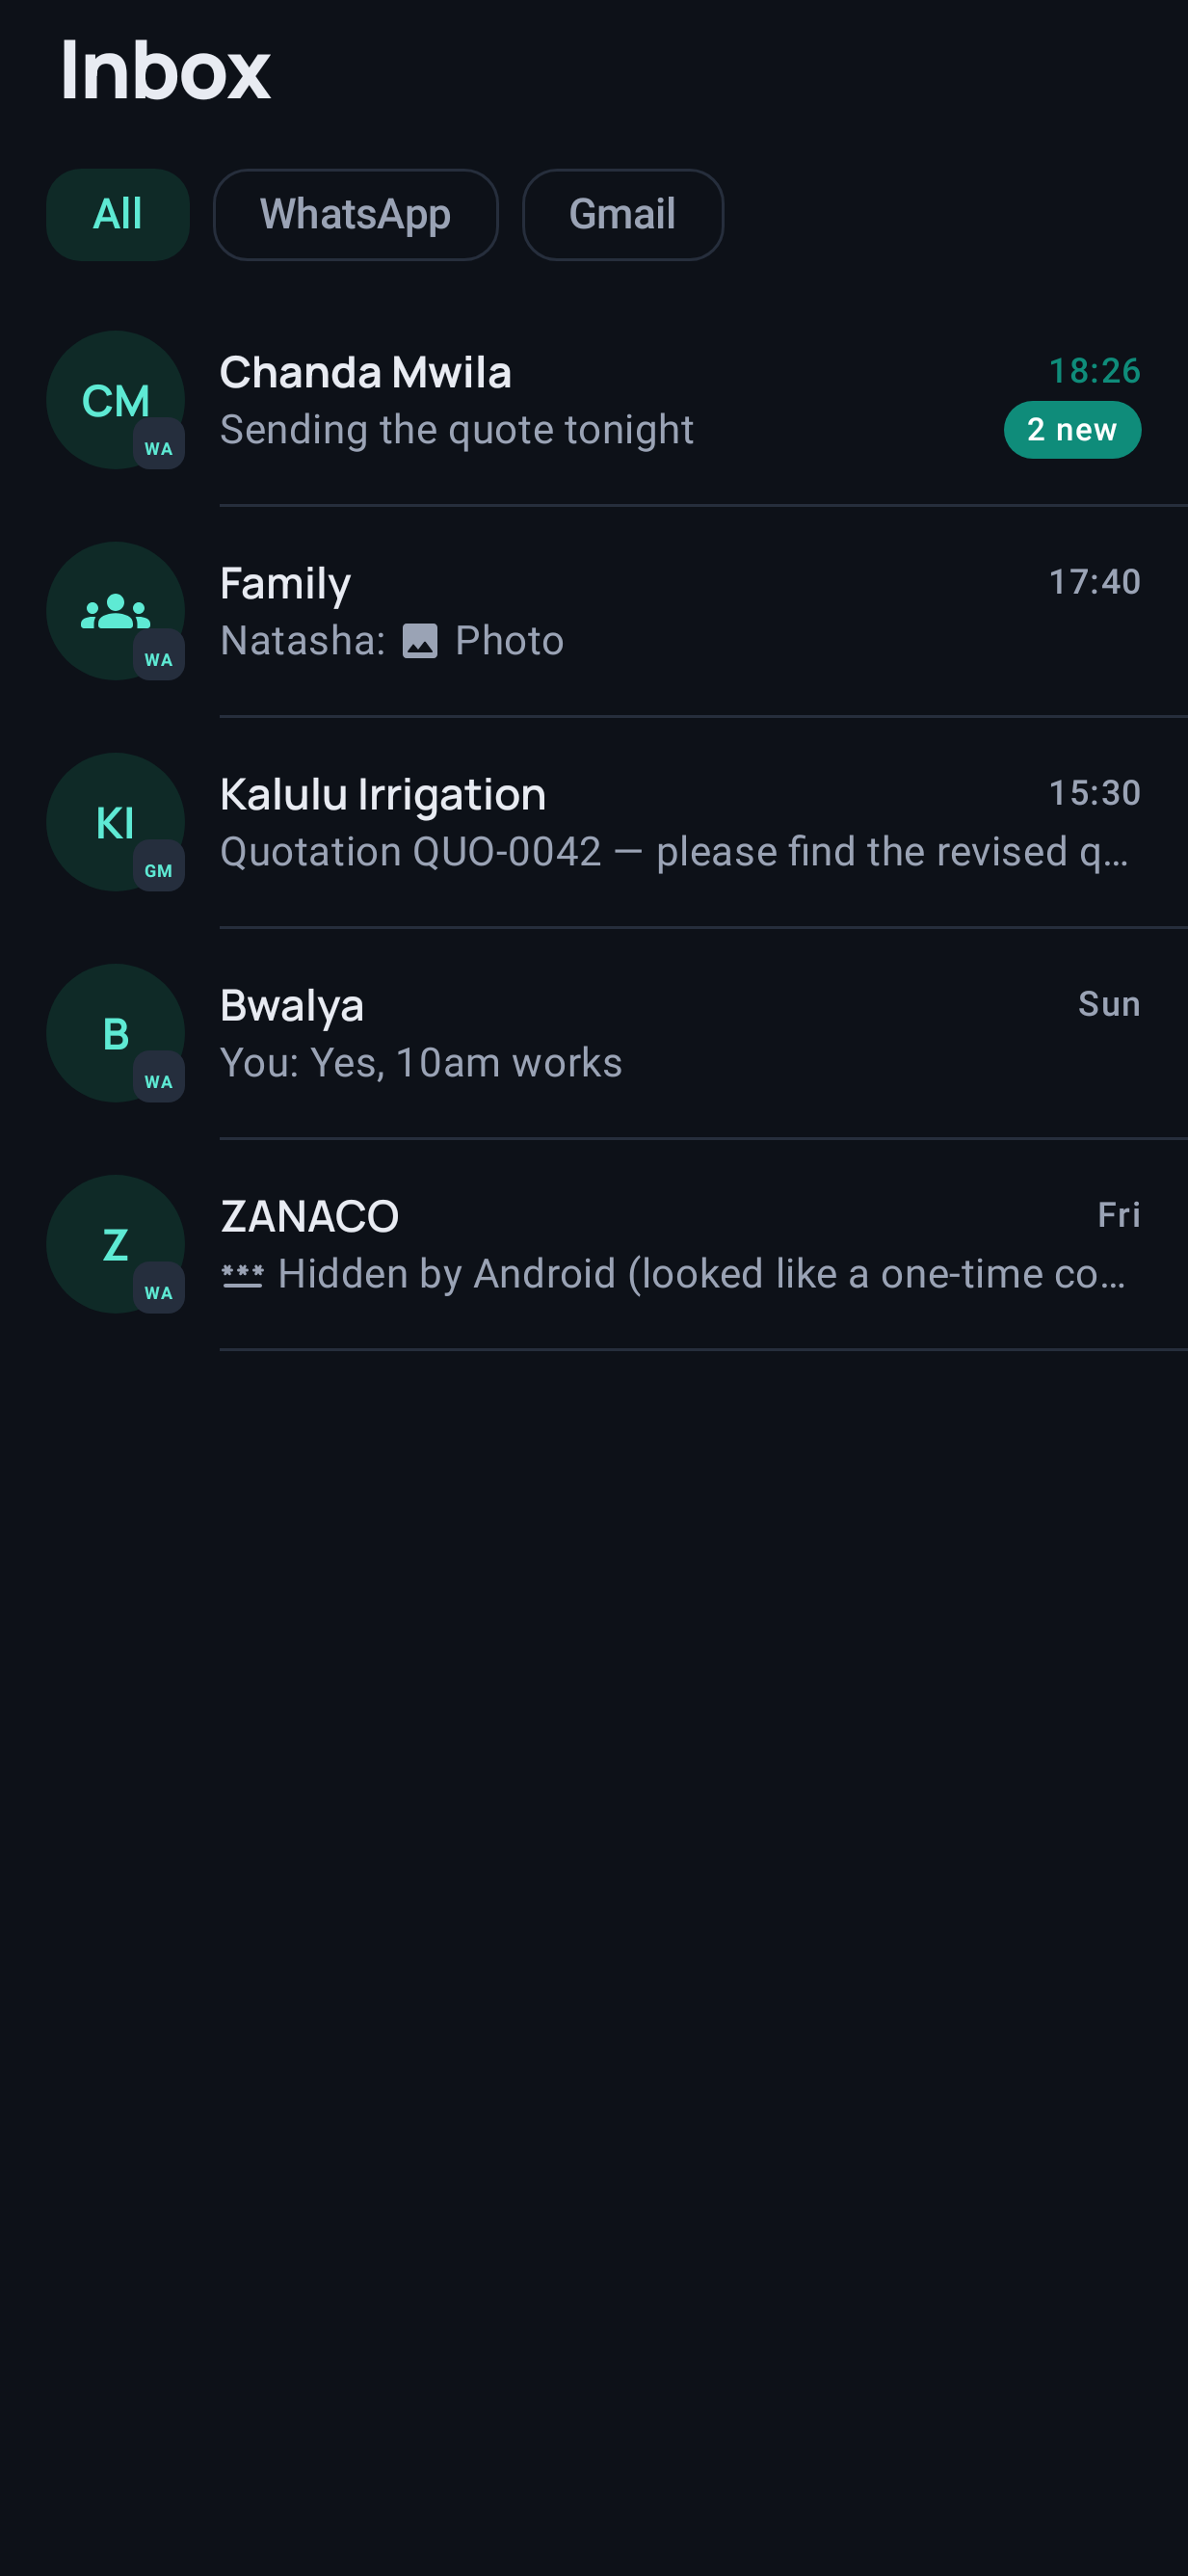 Inbox
All WhatsApp Gmail
CM WA Chanda Mwila 18:26
Sending the quote tonight 2 new
WA Family 17:40
Natasha: Photo
KI GM Kalulu Irrigation 15:30
Quotation QUO-0042 — please find the revised q…
B WA Bwalya Sun
You: Yes, 10am works
Z WA ZANACO Fri
*** Hidden by Android (looked like a one-time co…